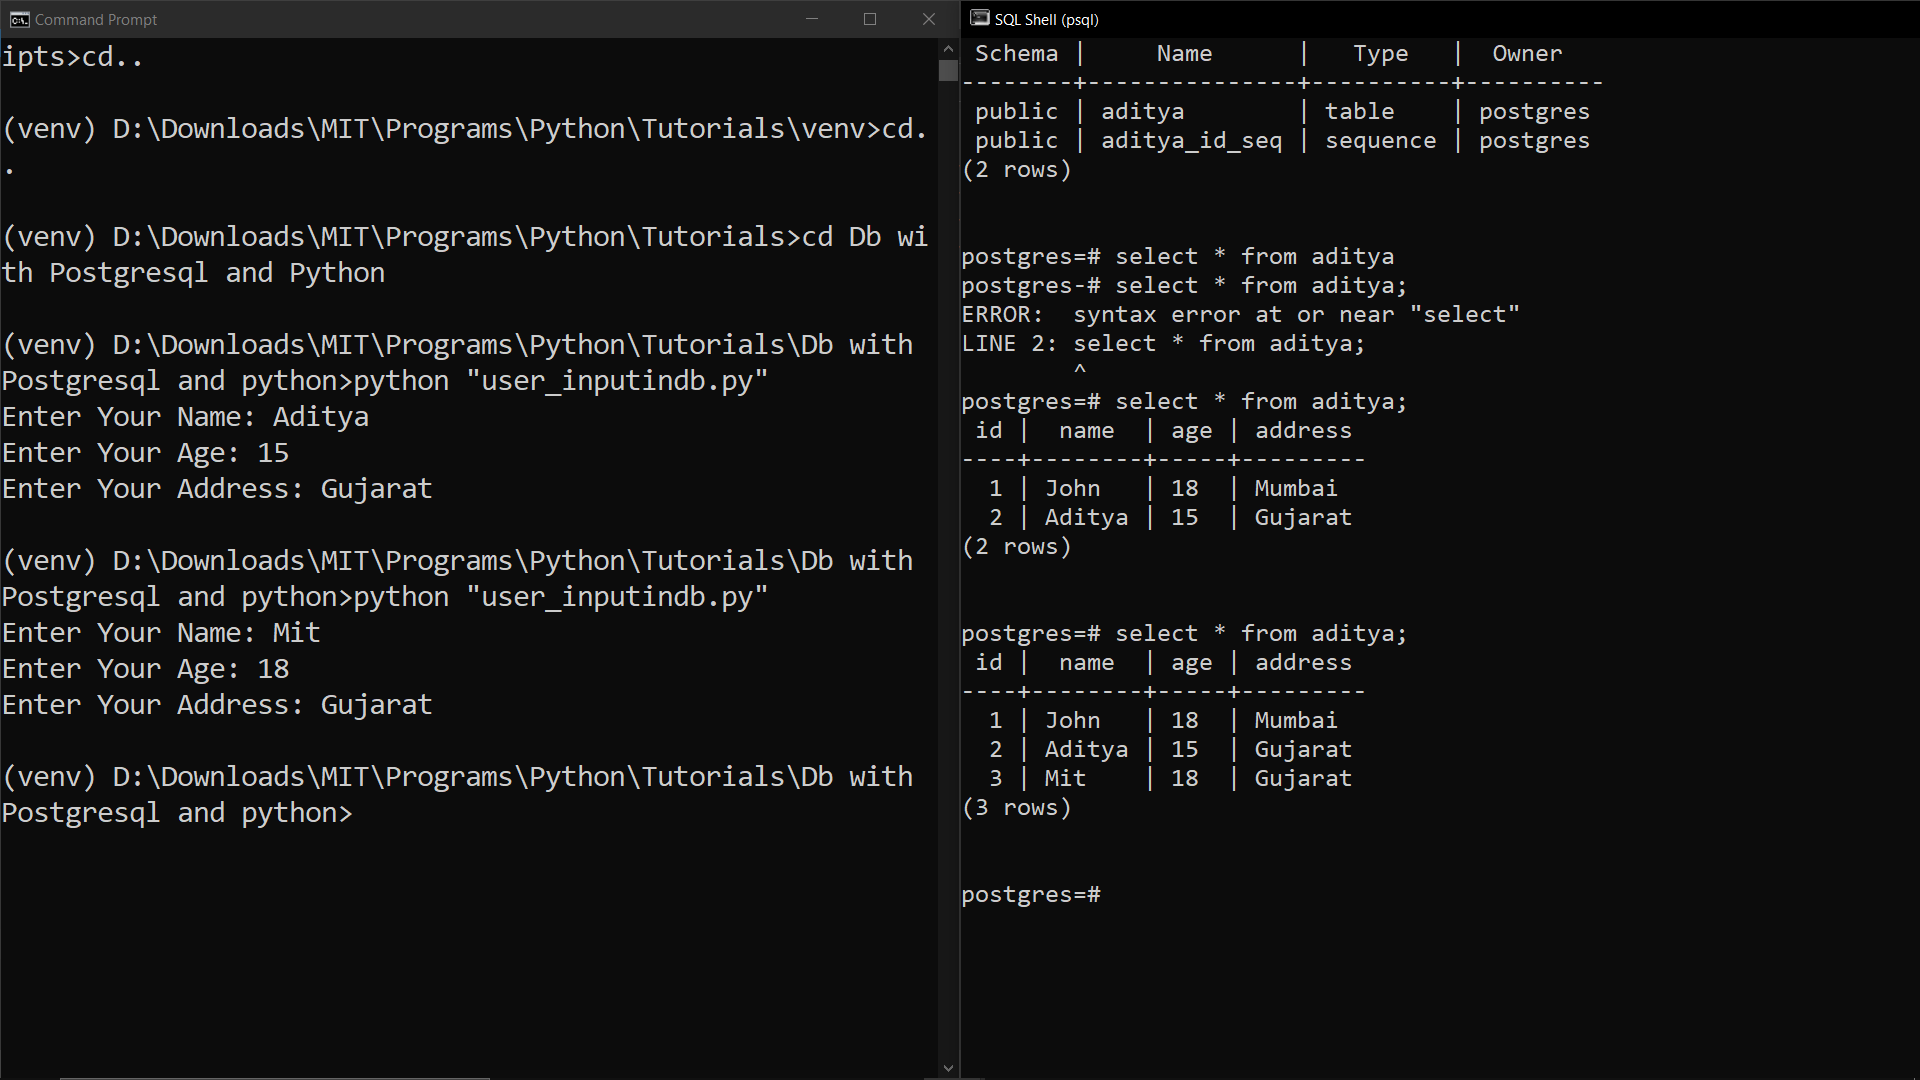 Command Prompt
ipts>cd..
(venv) D:\Downloads\MIT\Programs\Python\Tutorials\venv>cd.
.
(venv) D:\Downloads\MIT\Programs\Python\Tutorials>cd Db wi
th Postgresql and Python
(venv) D:\Downloads\MIT\Programs\Python\Tutorials\Db with
Postgresql and python>python "user_inputindb.py"
Enter Your Name: Aditya
Enter Your Age: 15
Enter Your Address: Gujarat
(venv) D:\Downloads\MIT\Programs\Python\Tutorials\Db with
Postgresql and python>python "user_inputindb.py"
Enter Your Name: Mit
Enter Your Age: 18
Enter Your Address: Gujarat
(venv) D:\Downloads\MIT\Programs\Python\Tutorials\Db with
Postgresql and python>
SQL Shell (psql)
 Schema |     Name      |   Type   |  Owner
--------+---------------+----------+----------
 public | aditya        | table    | postgres
 public | aditya_id_seq | sequence | postgres
(2 rows)
postgres=# select * from aditya
postgres-# select * from aditya;
ERROR:  syntax error at or near "select"
LINE 2: select * from aditya;
        ^
postgres=# select * from aditya;
 id |  name  | age | address
----+--------+-----+---------
  1 | John   | 18  | Mumbai
  2 | Aditya | 15  | Gujarat
(2 rows)
postgres=# select * from aditya;
 id |  name  | age | address
----+--------+-----+---------
  1 | John   | 18  | Mumbai
  2 | Aditya | 15  | Gujarat
  3 | Mit    | 18  | Gujarat
(3 rows)
postgres=#